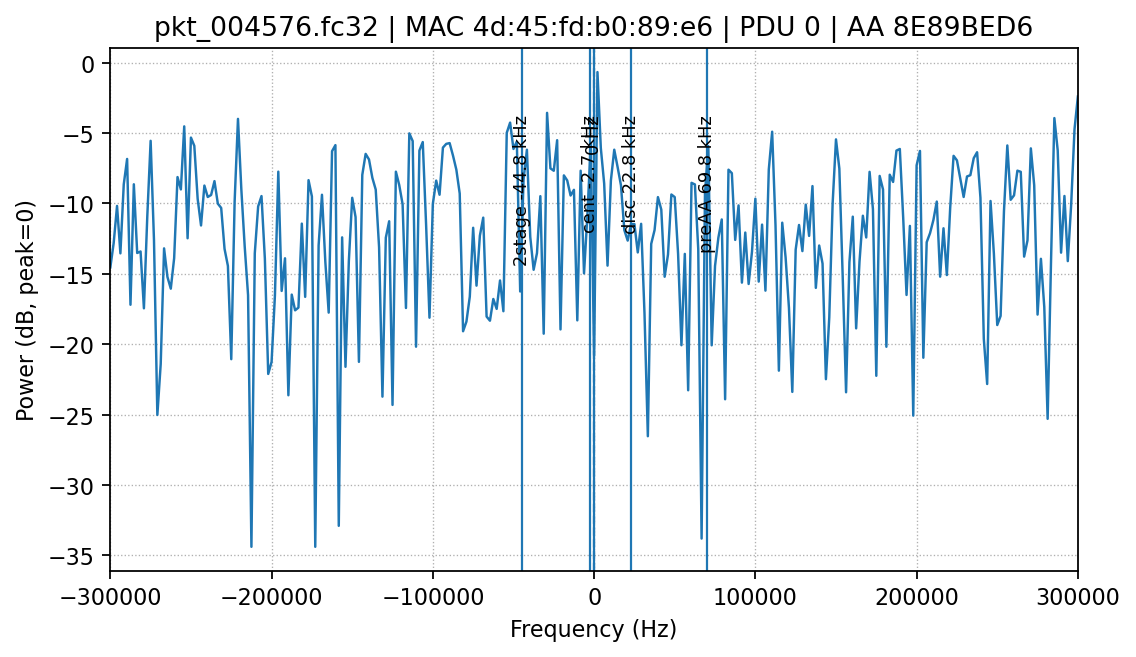 pkt_004576.fc32 | MAC 4d:45:fd:b0:89:e6 | PDU 0 | AA 8E89BED6
Power (dB, peak=0)
0
−5
−10
−15
−20
−25
−30
−35
2stage -44.8 kHz
cent -2.7 kHz
disc 22.8 kHz
preAA 69.8 kHz
−300000
−200000
−100000
0
100000
200000
300000
Frequency (Hz)